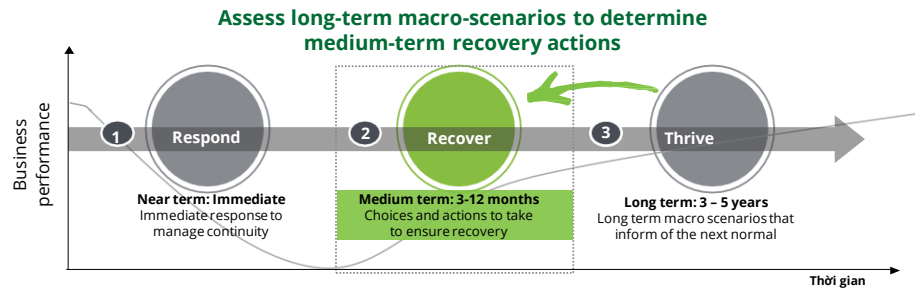 Assess long-term macro-scenarios to determine
medium-term recovery actions
Business
performance
1
Respond
2
Recover
3
Thrive
Near term: Immediate
Immediate response to
manage continuity
Medium term: 3-12 months
Choices and actions to take
to ensure recovery
Long term: 3 – 5 years
Long term macro scenarios that
inform of the next normal
Thời gian